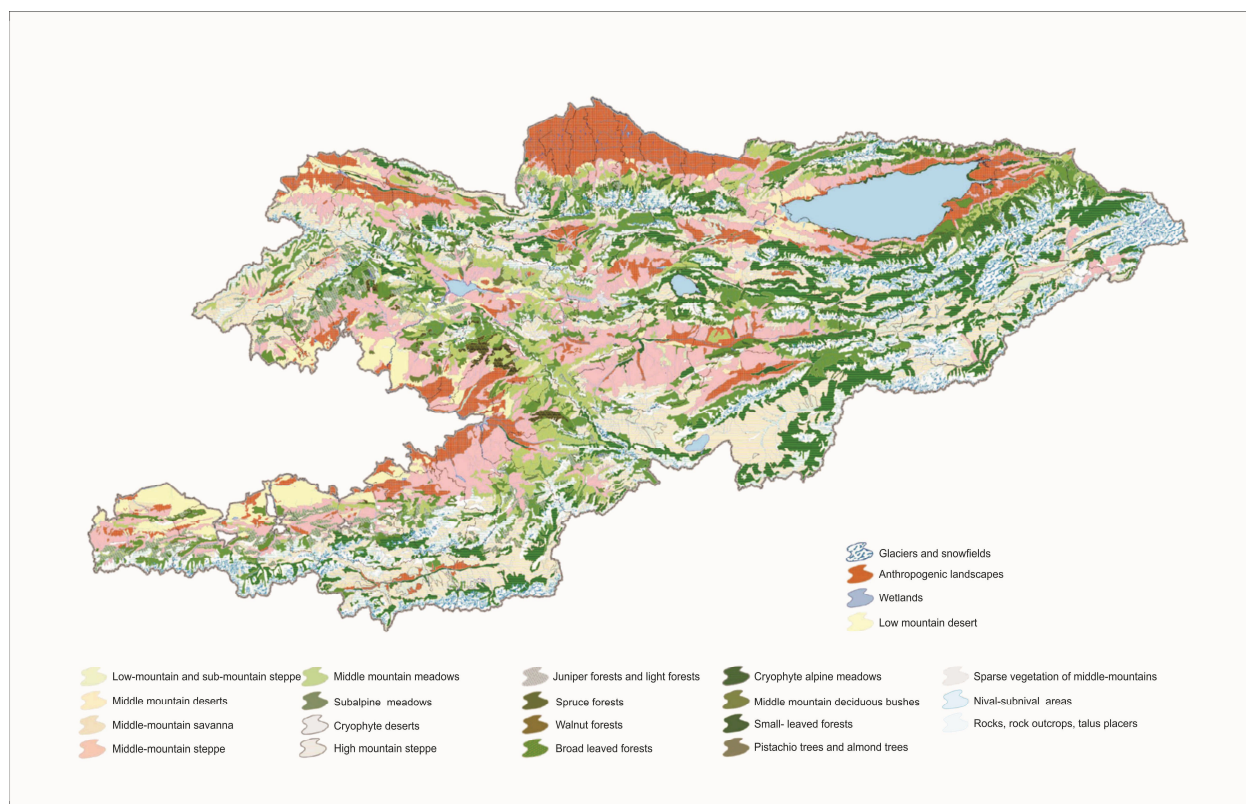 Glaciers and snowfields
Anthropogenic landscapes
Wetlands
Low mountain desert
Low-mountain and sub-mountain steppe
Middle mountain deserts
Middle-mountain savanna
Middle-mountain steppe
Middle mountain meadows
Subalpine meadows
Cryophyte deserts
High mountain steppe
Juniper forests and light forests
Spruce forests
Walnut forests
Broad leaved forests
Cryophyte alpine meadows
Middle mountain deciduous bushes
Small- leaved forests
Pistachio trees and almond trees
Sparse vegetation of middle-mountains
Nival-subnival areas
Rocks, rock outcrops, talus placers